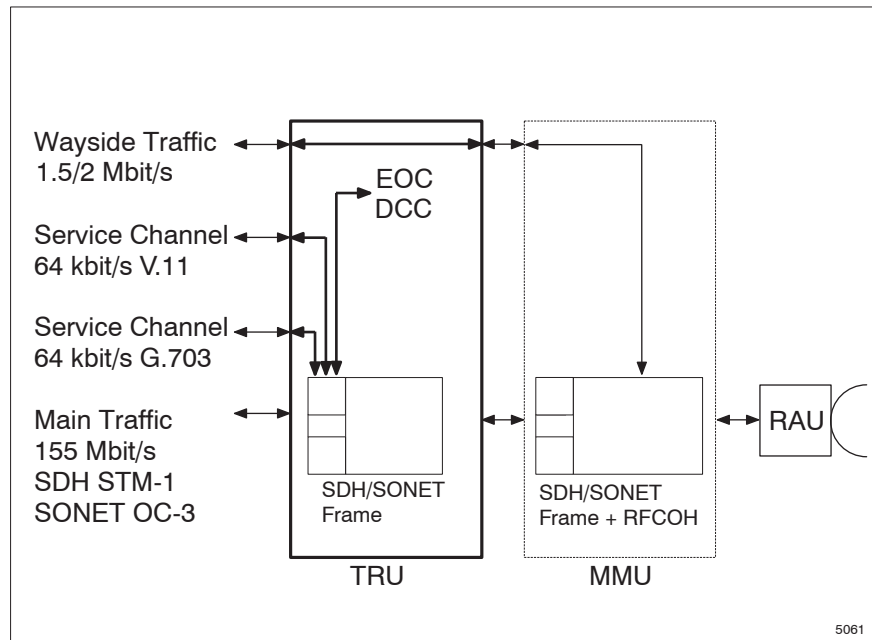 Wayside Traffic
1.5/2 Mbit/s
EOC
DCC
Service Channel
64 kbit/s V.11
Service Channel
64 kbit/s G.703
Main Traffic
155 Mbit/s
SDH STM-1
SONET OC-3
SDH/SONET
Frame
SDH/SONET
Frame + RFCOH
RAU
TRU
MMU
5061